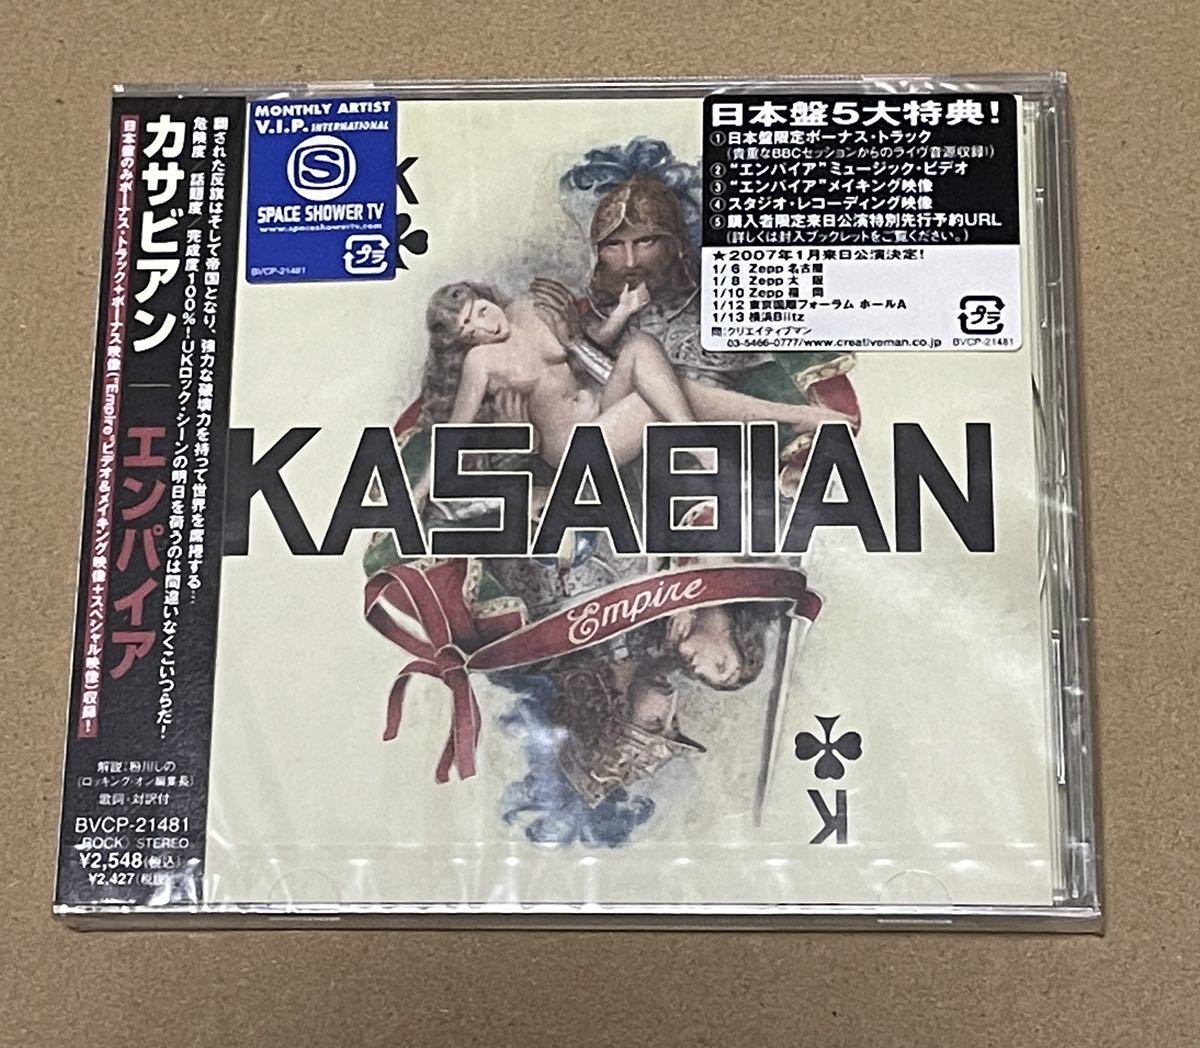 カサビアン
エンパイア
翻された反旗はそして帝国となり、強力な破壊力を持って世界を席捲する…
危険度 話題度 完成度100%!UKロック・シーンの明日を荷うのは間違いなくこいつらだ!
日本盤のみボーナス・トラック+ボーナス映像("Empire"ビデオ&メイキング映像+スペシャル映像)収録!
解説:粉川しの
(ロッキング・オン編集長)
歌詞・対訳付
BVCP-21481
(ROCK) STEREO
¥2,548(税込)
¥2,427(税抜)
MONTHLY ARTIST
V.I.P. INTERNATIONAL
S
SPACE SHOWER TV
www.spaceshowertv.com
プラ
BVCP-21481
日本盤5大特典!
①日本盤限定ボーナス・トラック
(貴重なBBCセッションからのライヴ音源収録!)
②"エンパイア"ミュージック・ビデオ
③"エンパイア"メイキング映像
④スタジオ・レコーディング映像
⑤購入者限定来日公演特別先行予約URL
(詳しくは封入ブックレットをご覧ください。)
★2007年1月来日公演決定!
1/ 6 Zepp 名古屋
1/ 8 Zepp 大 阪
1/10 Zepp 福 岡
1/12 東京国際フォーラム ホールA
1/13 横浜Blitz
問:クリエイティブマン
03-5466-0777/www.creativeman.co.jp
プラ
BVCP-21481
K
KASABIAN
Empire
K